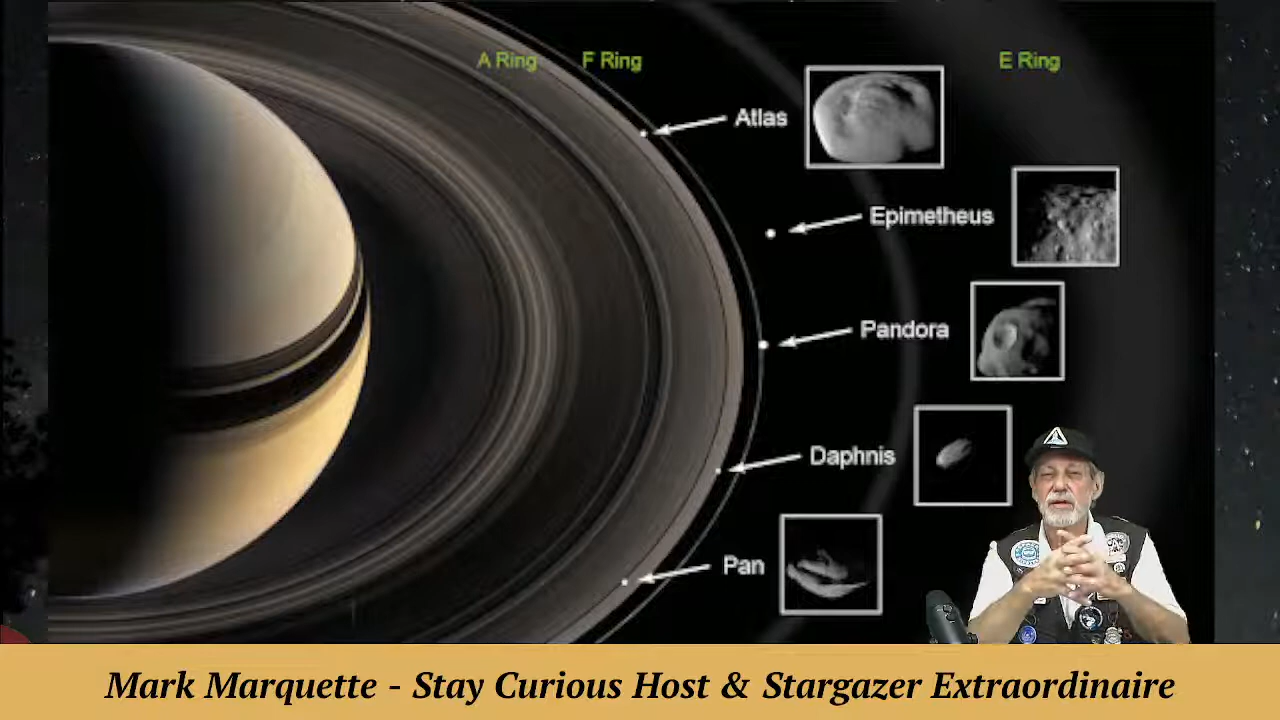 A Ring
F Ring
E Ring
Atlas
Epimetheus
Pandora
Daphnis
Pan
Mark Marquette - Stay Curious Host & Stargazer Extraordinaire